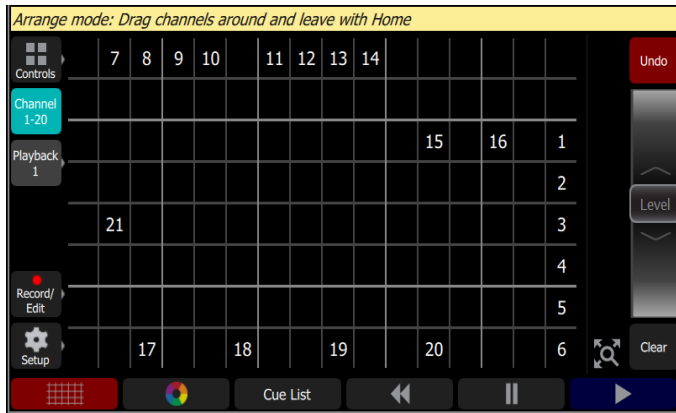 Arrange mode: Drag channels around and leave with Home
Controls
7 8 9 10 11 12 13 14
Undo
Channel
1-20
15 16 1
Playback
1
2
Level
21 3
4
Record/
Edit
5
Setup
17 18 19 20 6
Clear
Cue List